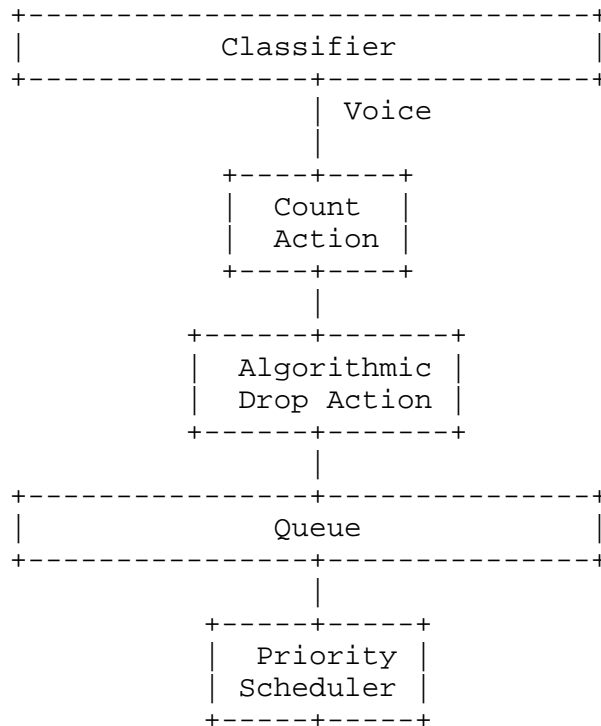 Classifier
Voice
Count
Action
Algorithmic
Drop Action
Queue
Priority
Scheduler